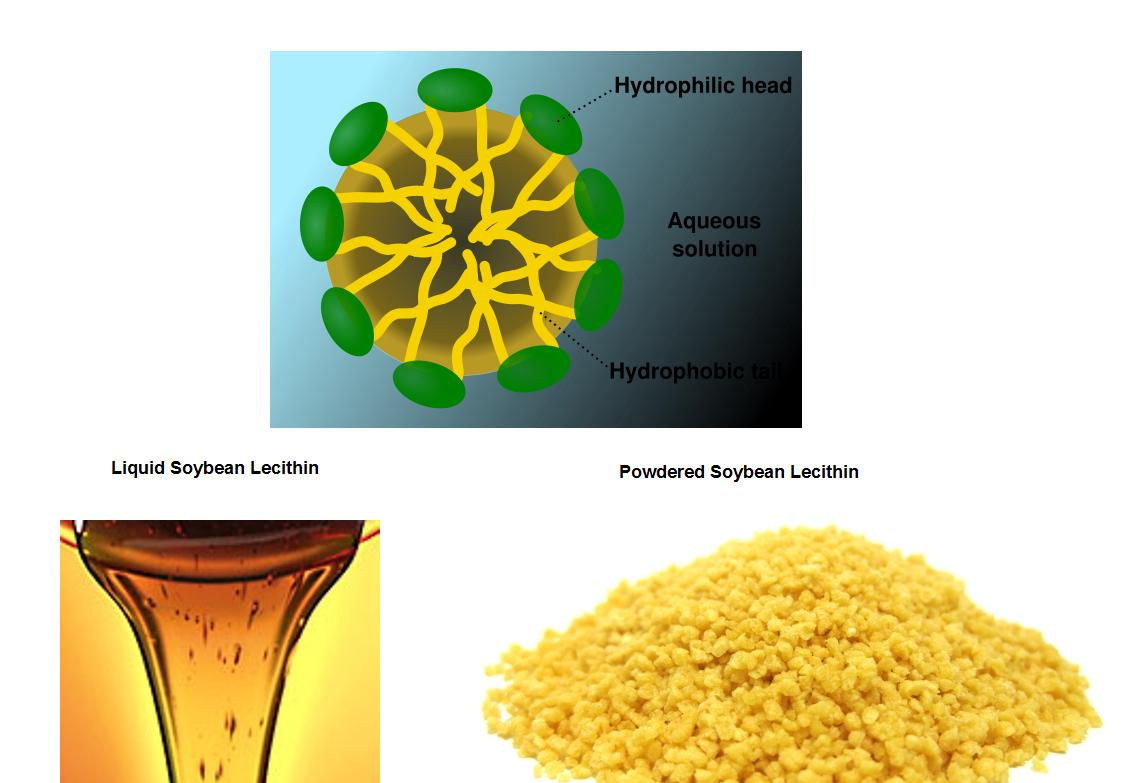 Hydrophilic head
Aqueous
solution
Hydrophobic tail
Liquid Soybean Lecithin
Powdered Soybean Lecithin